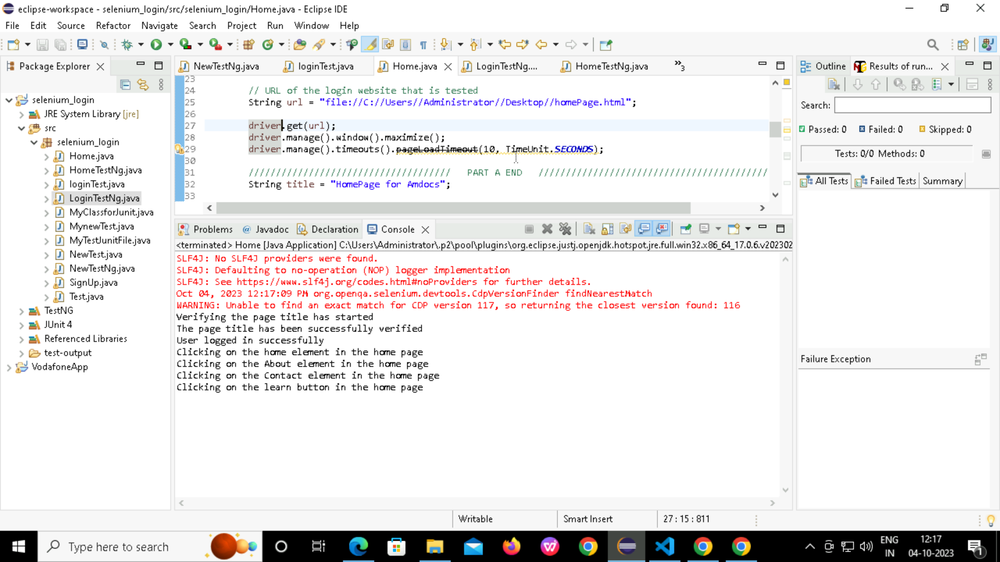 eclipse-workspace - selenium_login/src/selenium_login/Home.java - Eclipse IDE
File Edit Source Refactor Navigate Search Project Run Window Help
Package Explorer
selenium_login
JRE System Library [jre]
src
selenium_login
Home.java
HomeTestNg.java
loginTest.java
LoginTestNg.java
MyClassforJunit.java
MynewTest.java
MyTestJunitFile.java
NewTest.java
NewTestNg.java
SignUp.java
Test.java
TestNG
JUnit 4
Referenced Libraries
test-output
VodafoneApp
NewTestNg.java loginTest.java Home.java LoginTestNg.... HomeTestNg.java »3
23
24 // URL of the login website that is tested
25 String url = "file://C://Users//Administrator//Desktop//homePage.html";
26
27 driver.get(url);
28 driver.manage().window().maximize();
29 driver.manage().timeouts().pageLoadTimeout(10, TimeUnit.SECONDS);
30
31 ///////////////////////////////////// PART A END //////////////////////////////////////////
32 String title = "HomePage for Amdocs";
33
Problems @ Javadoc Declaration Console
<terminated> Home [Java Application] C:\Users\Administrator\.p2\pool\plugins\org.eclipse.justj.openjdk.hotspot.jre.full.win32.x86_64_17.0.6.v202302
SLF4J: No SLF4J providers were found.
SLF4J: Defaulting to no-operation (NOP) logger implementation
SLF4J: See https://www.slf4j.org/codes.html#noProviders for further details.
Oct 04, 2023 12:17:09 PM org.openqa.selenium.devtools.CdpVersionFinder findNearestMatch
WARNING: Unable to find an exact match for CDP version 117, so returning the closest version found: 116
Verifying the page title has started
The page title has been successfully verified
User logged in successfully
Clicking on the home element in the home page
Clicking on the About element in the home page
Clicking on the Contact element in the home page
Clicking on the learn button in the home page
Outline Results of run...
Search:
Passed: 0 Failed: 0 Skipped: 0
Tests: 0/0 Methods: 0
All Tests Failed Tests Summary
Failure Exception
Writable Smart Insert 27 : 15 : 811
Type here to search
ENG
IN
12:17
04-10-2023
1